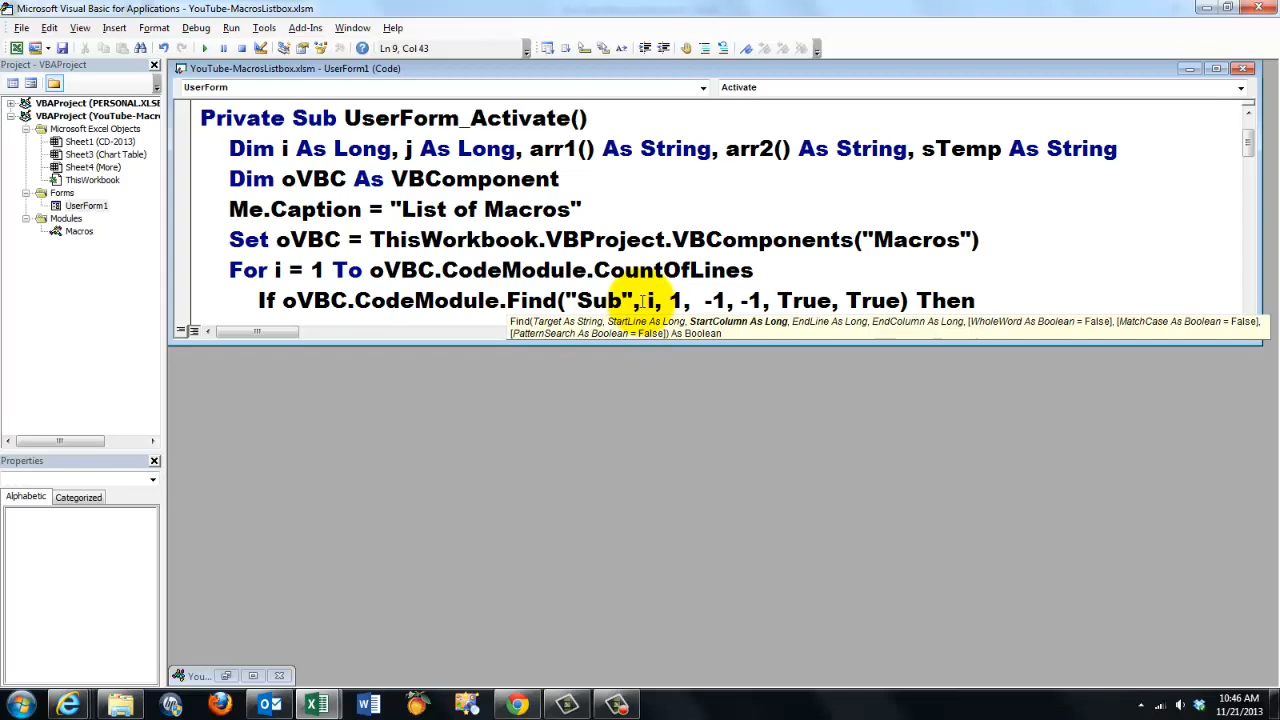 Microsoft Visual Basic for Applications - YouTube-MacrosListbox.xlsm
File Edit View Insert Format Debug Run Tools Add-Ins Window Help
Ln 9, Col 43
Project - VBAProject
YouTube-MacrosListbox.xlsm - UserForm1 (Code)
UserForm
Activate
VBAProject (PERSONAL.XLSB
VBAProject (YouTube-Macr
Microsoft Excel Objects
Sheet1 (CD-2013)
Sheet3 (Chart Table)
Sheet4 (More)
ThisWorkbook
Forms
UserForm1
Modules
Macros
Private Sub UserForm_Activate()
Dim i As Long, j As Long, arr1() As String, arr2() As String, sTemp As String
Dim oVBC As VBComponent
Me.Caption = "List of Macros"
Set oVBC = ThisWorkbook.VBProject.VBComponents("Macros")
For i = 1 To oVBC.CodeModule.CountOfLines
If oVBC.CodeModule.Find("Sub", i, 1,  -1, -1, True, True) Then
Find(Target As String, StartLine As Long, StartColumn As Long, EndLine As Long, EndColumn As Long, [WholeWord As Boolean = False], [MatchCase As Boolean = False],
[PatternSearch As Boolean = False]) As Boolean
Properties
Alphabetic Categorized
You...
10:46 AM
11/21/2013